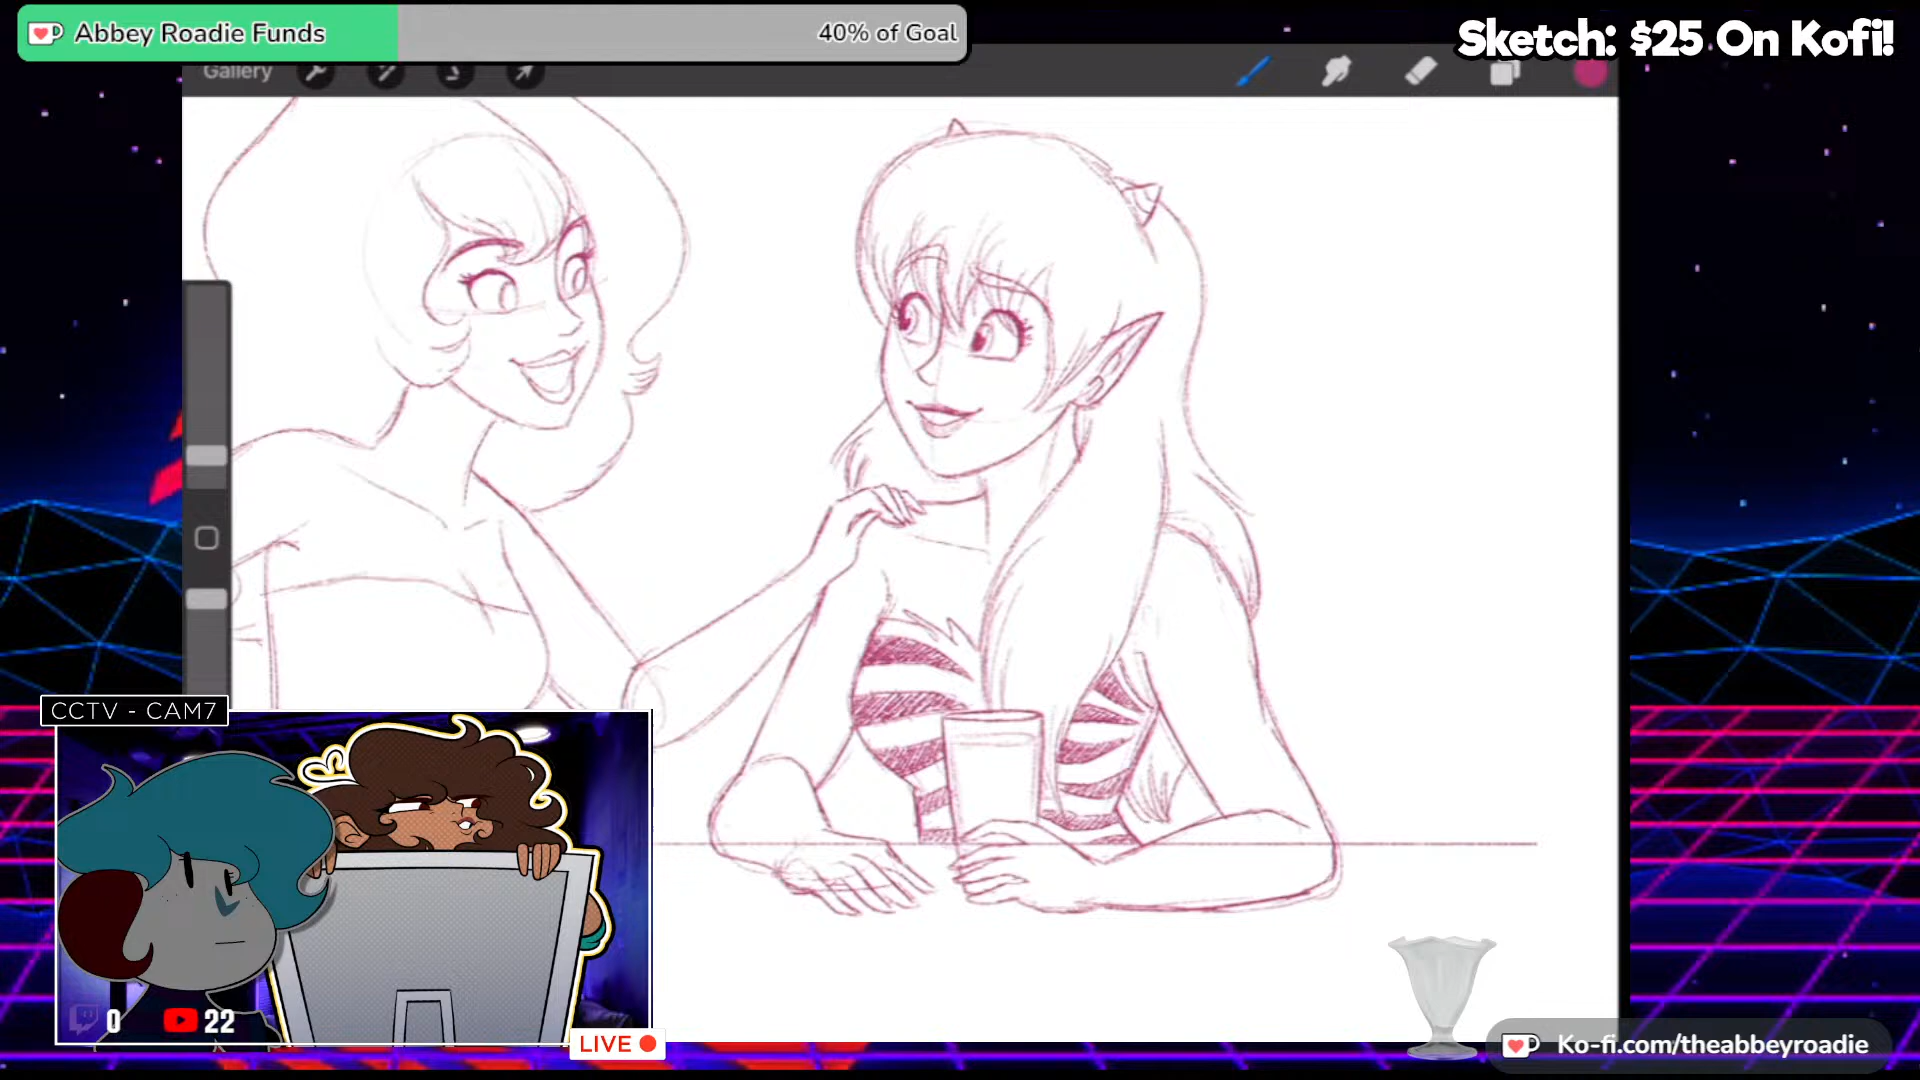 Abbey Roadie Funds
40% of Goal
Sketch: $25 On Kofi!
Gallery
CCTV - CAM7
0
22
LIVE
Ko-fi.com/theabbeyroadie